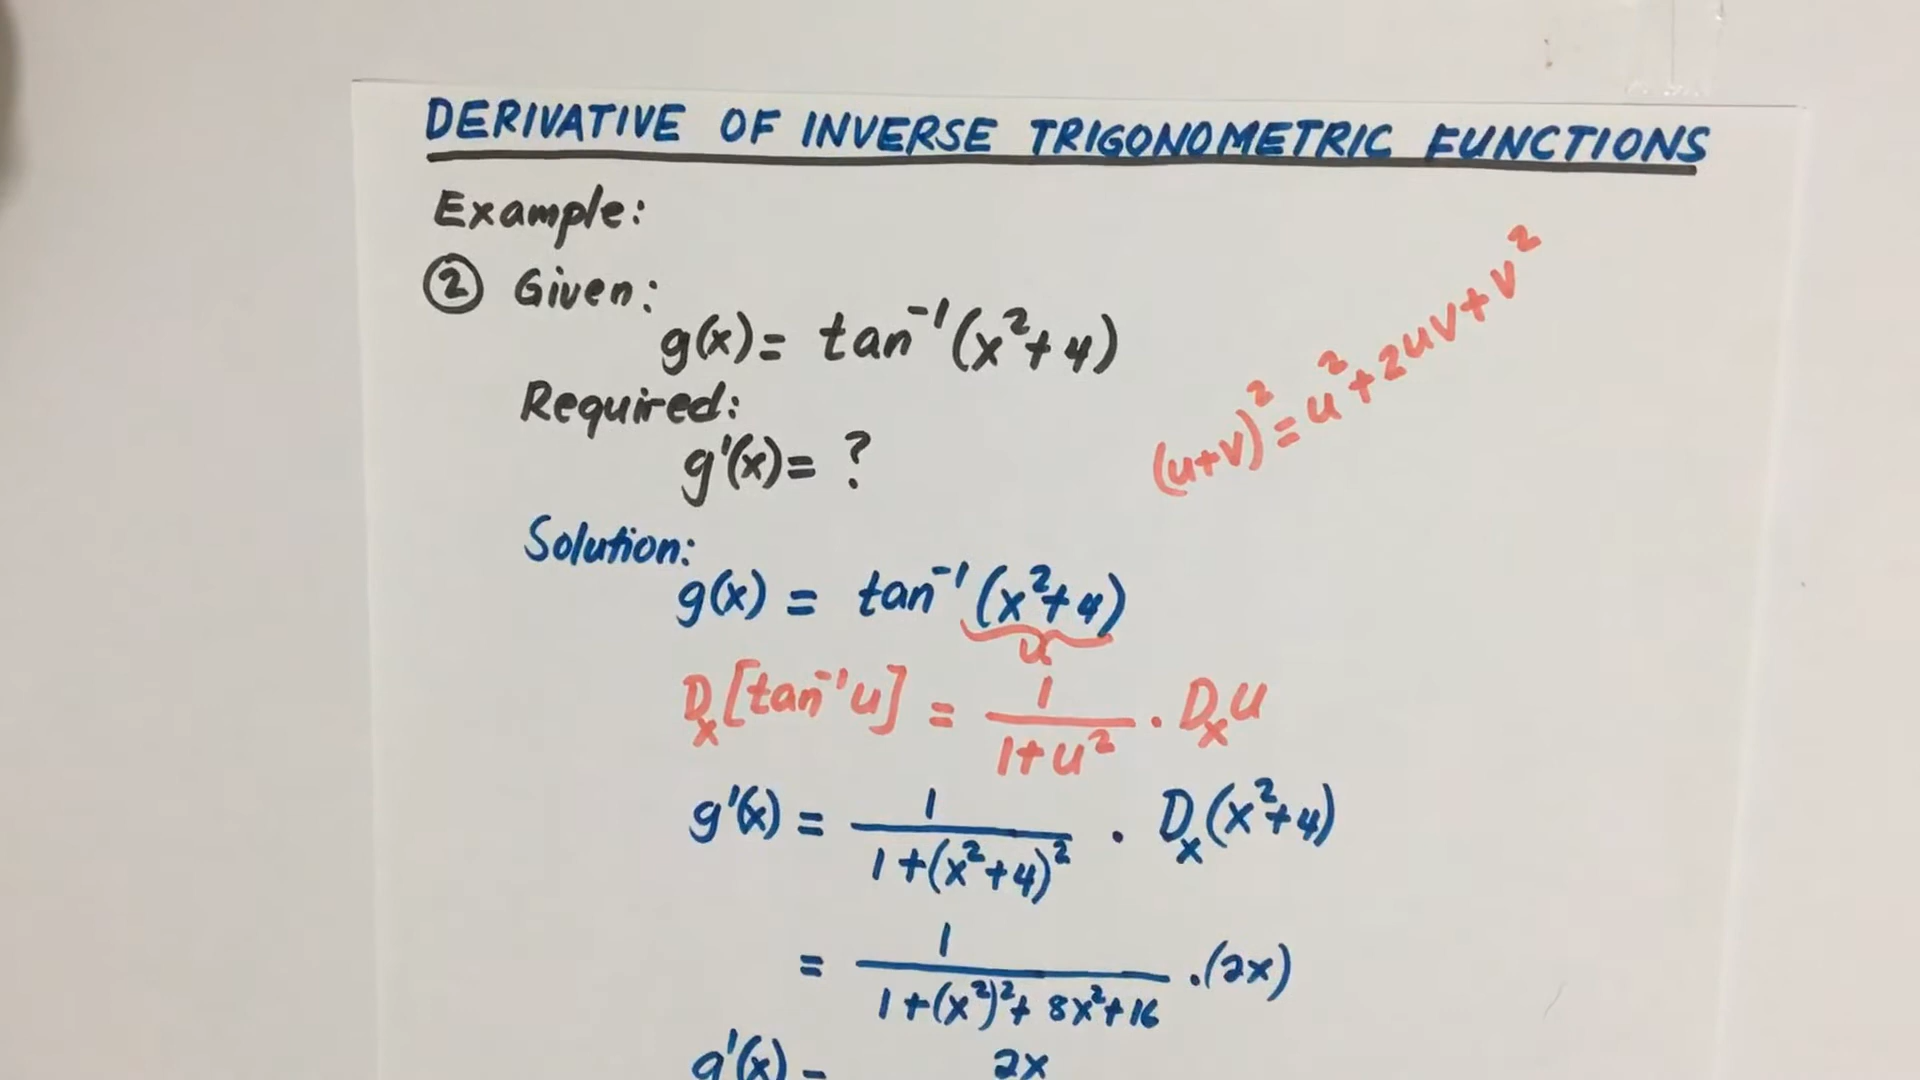 DERIVATIVE OF INVERSE TRIGONOMETRIC FUNCTIONS
Example:
② Given:
g(x) = tan⁻¹(x²+4)
Required:
g'(x) = ?
(u+v)² = u²+2uv+v²
Solution:
g(x) = tan⁻¹(x²+4)
u
Dₓ[tan⁻¹u] = 1/(1+u²) · Dₓu
g'(x) = 1/(1+(x²+4)²) · Dₓ(x²+4)
= 1/(1+(x²)²+8x²+16) · (2x)
g'(x) = 2x